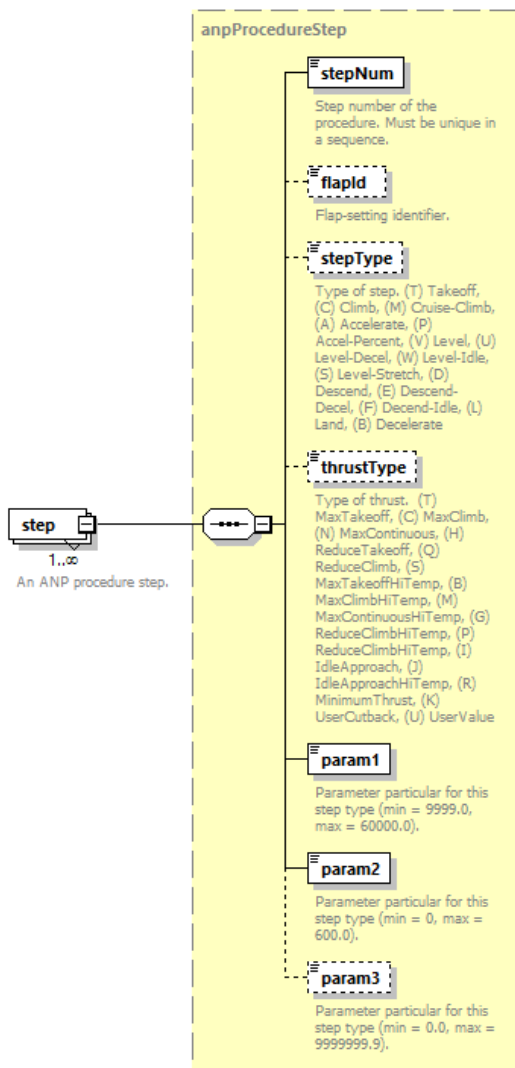 anpProcedureStep
stepNum
Step number of the
procedure. Must be unique in
a sequence.
flapId
Flap-setting identifier.
stepType
Type of step. (T) Takeoff,
(C) Climb, (M) Cruise-Climb,
(A) Accelerate, (P)
Accel-Percent, (V) Level, (U)
Level-Decel, (W) Level-Idle,
(S) Level-Stretch, (D)
Descend, (E) Descend-
Decel, (F) Decend-Idle, (L)
Land, (B) Decelerate
thrustType
Type of thrust.  (T)
MaxTakeoff, (C) MaxClimb,
(N) MaxContinuous, (H)
ReduceTakeoff, (Q)
ReduceClimb, (S)
MaxTakeoffHiTemp, (B)
MaxClimbHiTemp, (M)
MaxContinuousHiTemp, (G)
ReduceClimbHiTemp, (P)
ReduceClimbHiTemp, (I)
IdleApproach, (J)
IdleApproachHiTemp, (R)
MinimumThrust, (K)
UserCutback, (U) UserValue
step
1..∞
An ANP procedure step.
param1
Parameter particular for this
step type (min = 9999.0,
max = 60000.0).
param2
Parameter particular for this
step type (min = 0, max =
600.0).
param3
Parameter particular for this
step type (min = 0.0, max =
9999999.9).